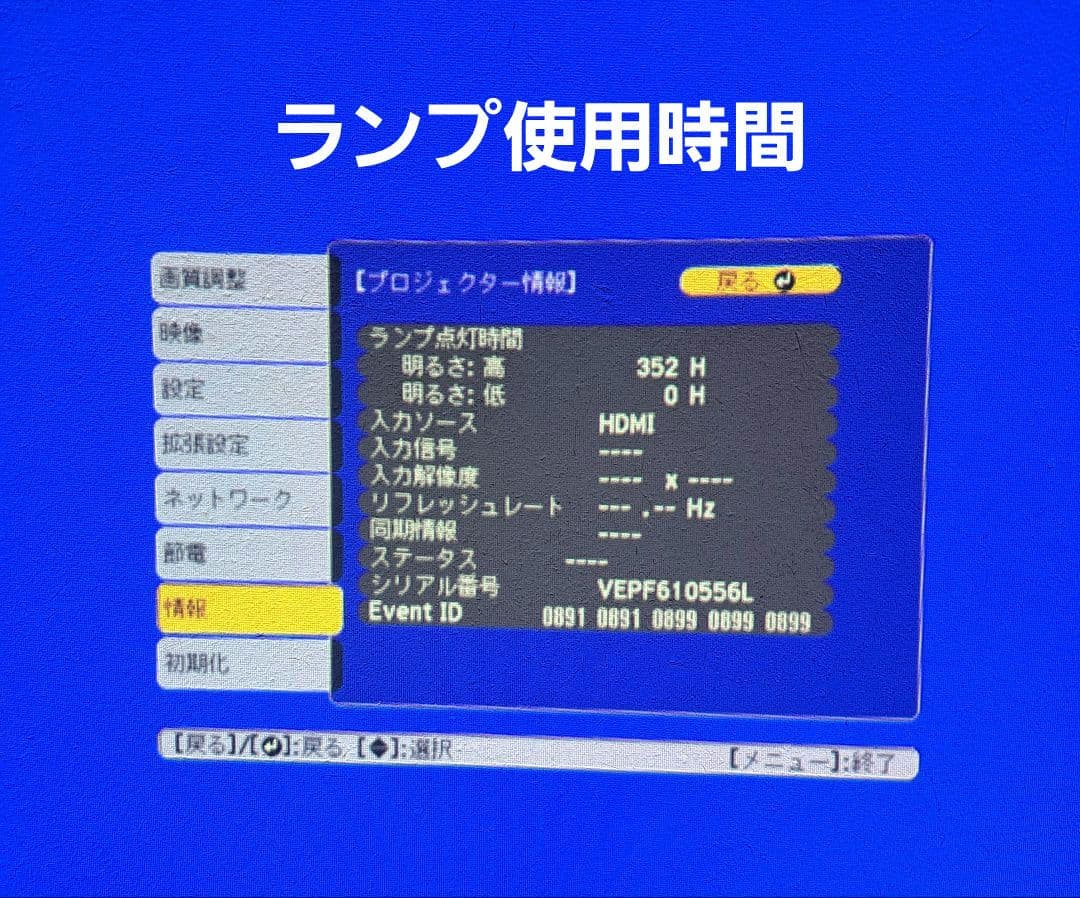 ランプ使用時間
画質調整
映像
設定
拡張設定
ネットワーク
節電
情報
初期化
【プロジェクター情報】
戻る
ランプ点灯時間
明るさ: 高 352 H
明るさ: 低 0 H
入力ソース HDMI
入力信号 ----
入力解像度 ---- x ----
リフレッシュレート --- .-- Hz
同期情報 ----
ステータス ----
シリアル番号 VEPF610556L
Event ID 0891 0891 0899 0899 0899
【戻る】/【⏎】:戻る 【◆】:選択
【メニュー】:終了